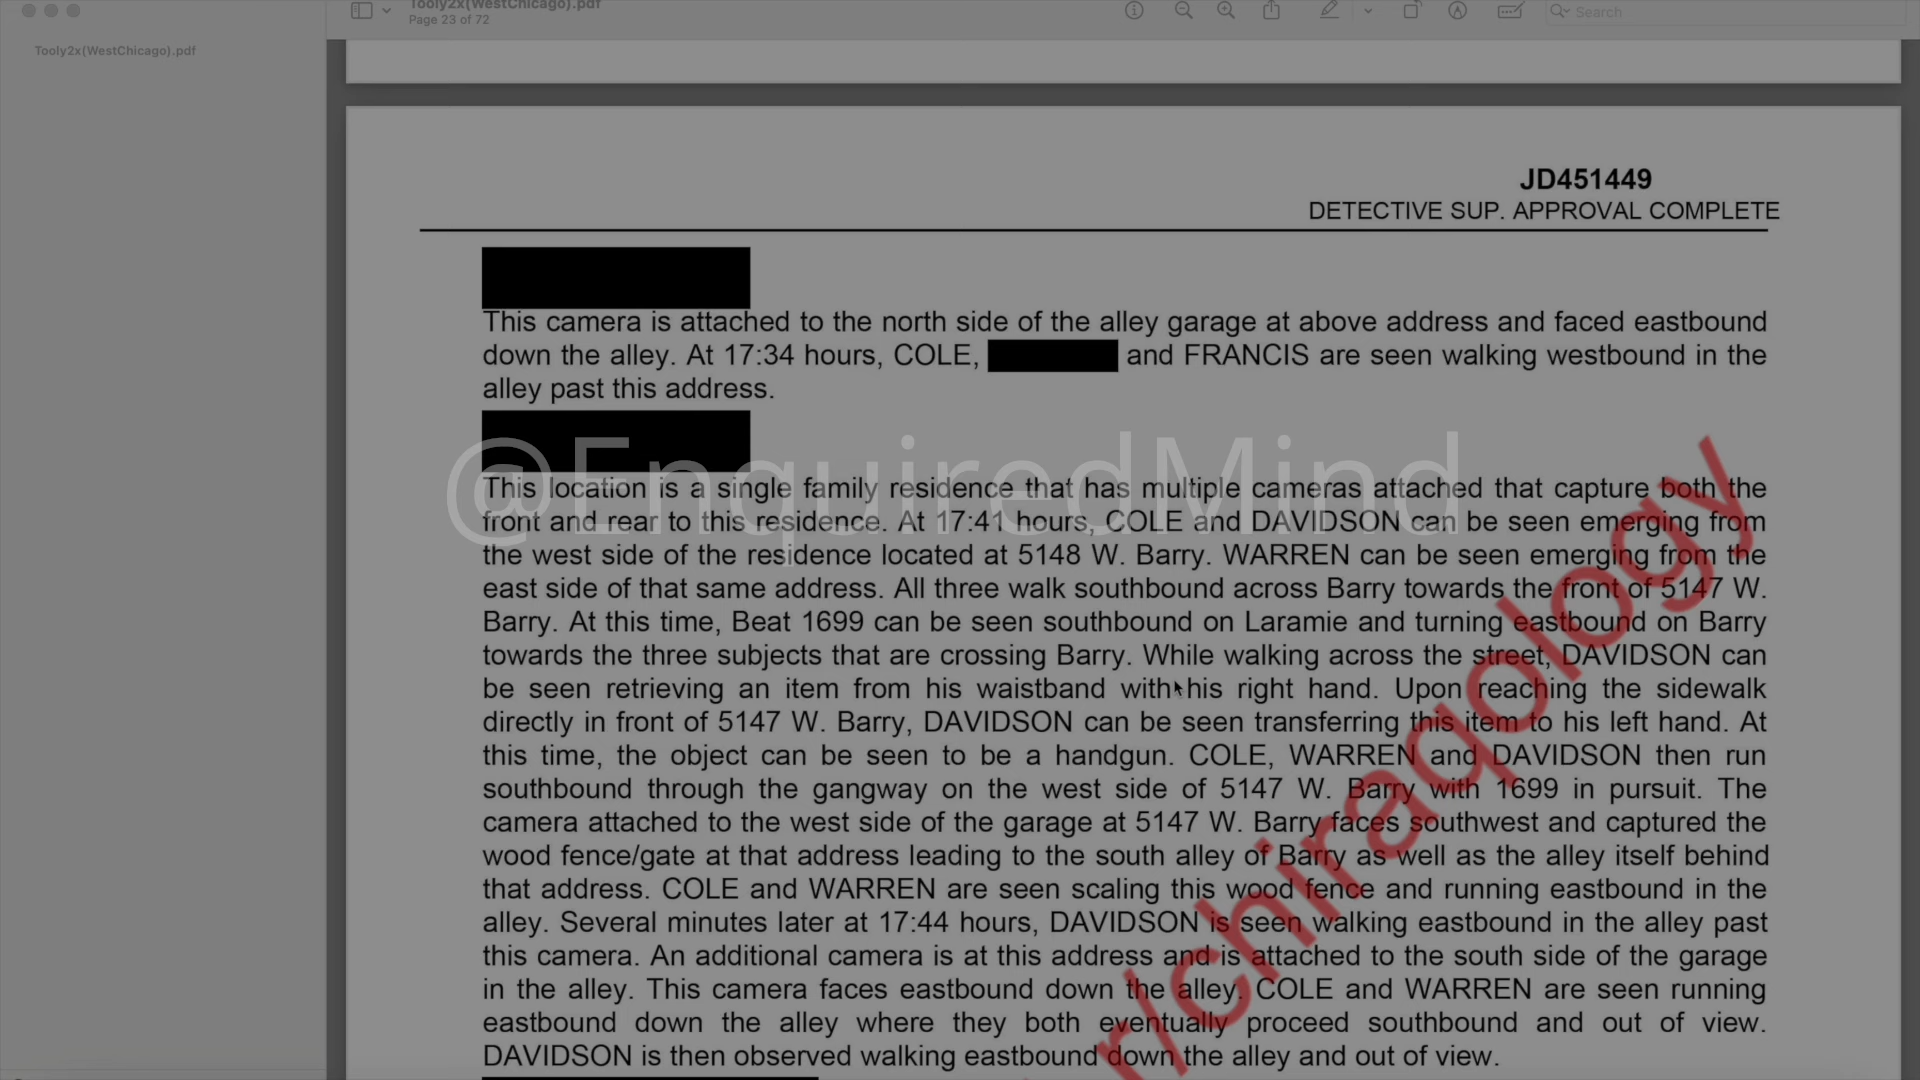 Tooly2x(WestChicago).pdf
Page 23 of 72
Search
Tooly2x(WestChicago).pdf
JD451449
DETECTIVE SUP. APPROVAL COMPLETE
This camera is attached to the north side of the alley garage at above address and faced eastbound
down the alley. At 17:34 hours, COLE, and FRANCIS are seen walking westbound in the
alley past this address.
@EnquiredMind
This location is a single family residence that has multiple cameras attached that capture both the
front and rear to this residence. At 17:41 hours, COLE and DAVIDSON can be seen emerging from
the west side of the residence located at 5148 W. Barry. WARREN can be seen emerging from the
east side of that same address. All three walk southbound across Barry towards the front of 5147 W.
Barry. At this time, Beat 1699 can be seen southbound on Laramie and turning eastbound on Barry
towards the three subjects that are crossing Barry. While walking across the street, DAVIDSON can
be seen retrieving an item from his waistband with his right hand. Upon reaching the sidewalk
directly in front of 5147 W. Barry, DAVIDSON can be seen transferring this item to his left hand. At
this time, the object can be seen to be a handgun. COLE, WARREN and DAVIDSON then run
southbound through the gangway on the west side of 5147 W. Barry with 1699 in pursuit. The
camera attached to the west side of the garage at 5147 W. Barry faces southwest and captured the
wood fence/gate at that address leading to the south alley of Barry as well as the alley itself behind
that address. COLE and WARREN are seen scaling this wood fence and running eastbound in the
alley. Several minutes later at 17:44 hours, DAVIDSON is seen walking eastbound in the alley past
this camera. An additional camera is at this address and is attached to the south side of the garage
in the alley. This camera faces eastbound down the alley. COLE and WARREN are seen running
eastbound down the alley where they both eventually proceed southbound and out of view.
DAVIDSON is then observed walking eastbound down the alley and out of view.
r/chiraqology